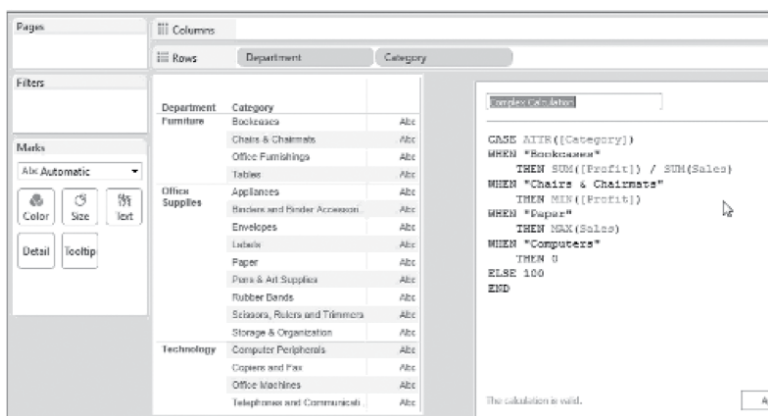 Pages
Columns
Rows Department Category
Filters
Department Category
Furniture Bookcases Abc
Chairs & Chairmats Abc
Office Furnishings Abc
Tables Abc
Office Supplies Appliances Abc
Binders and Binder Accessori.. Abc
Envelopes Abc
Labels Abc
Paper Abc
Pens & Art Supplies Abc
Rubber Bands Abc
Scissors, Rulers and Trimmers Abc
Storage & Organization Abc
Technology Computer Peripherals Abc
Copiers and Fax Abc
Office Machines Abc
Telephones and Communicati.. Abc
Marks
Abc Automatic
Color Size Text
Detail Tooltip
Complex Calculation
CASE ATTR([Category])
WHEN "Bookcases"
THEN SUM([Profit]) / SUM(Sales)
WHEN "Chairs & Chairmats"
THEN MIN([Profit])
WHEN "Paper"
THEN MAX(Sales)
WHEN "Computers"
THEN 0
ELSE 100
END
The calculation is valid.
A